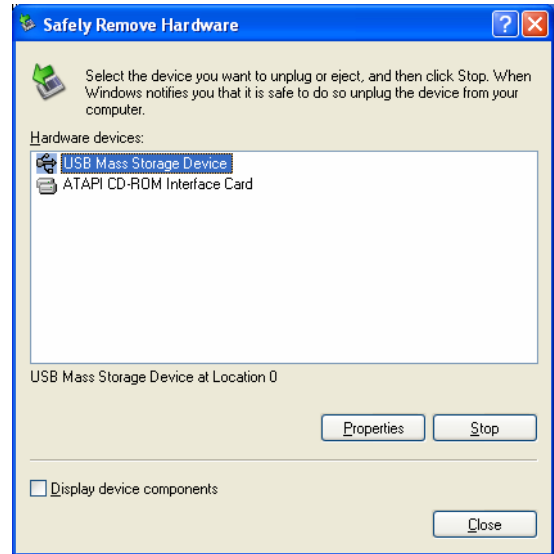 Safely Remove Hardware
Select the device you want to unplug or eject, and then click Stop. When
Windows notifies you that it is safe to do so unplug the device from your
computer.
Hardware devices:
USB Mass Storage Device
ATAPI CD-ROM Interface Card
USB Mass Storage Device at Location 0
Properties Stop
Display device components
Close